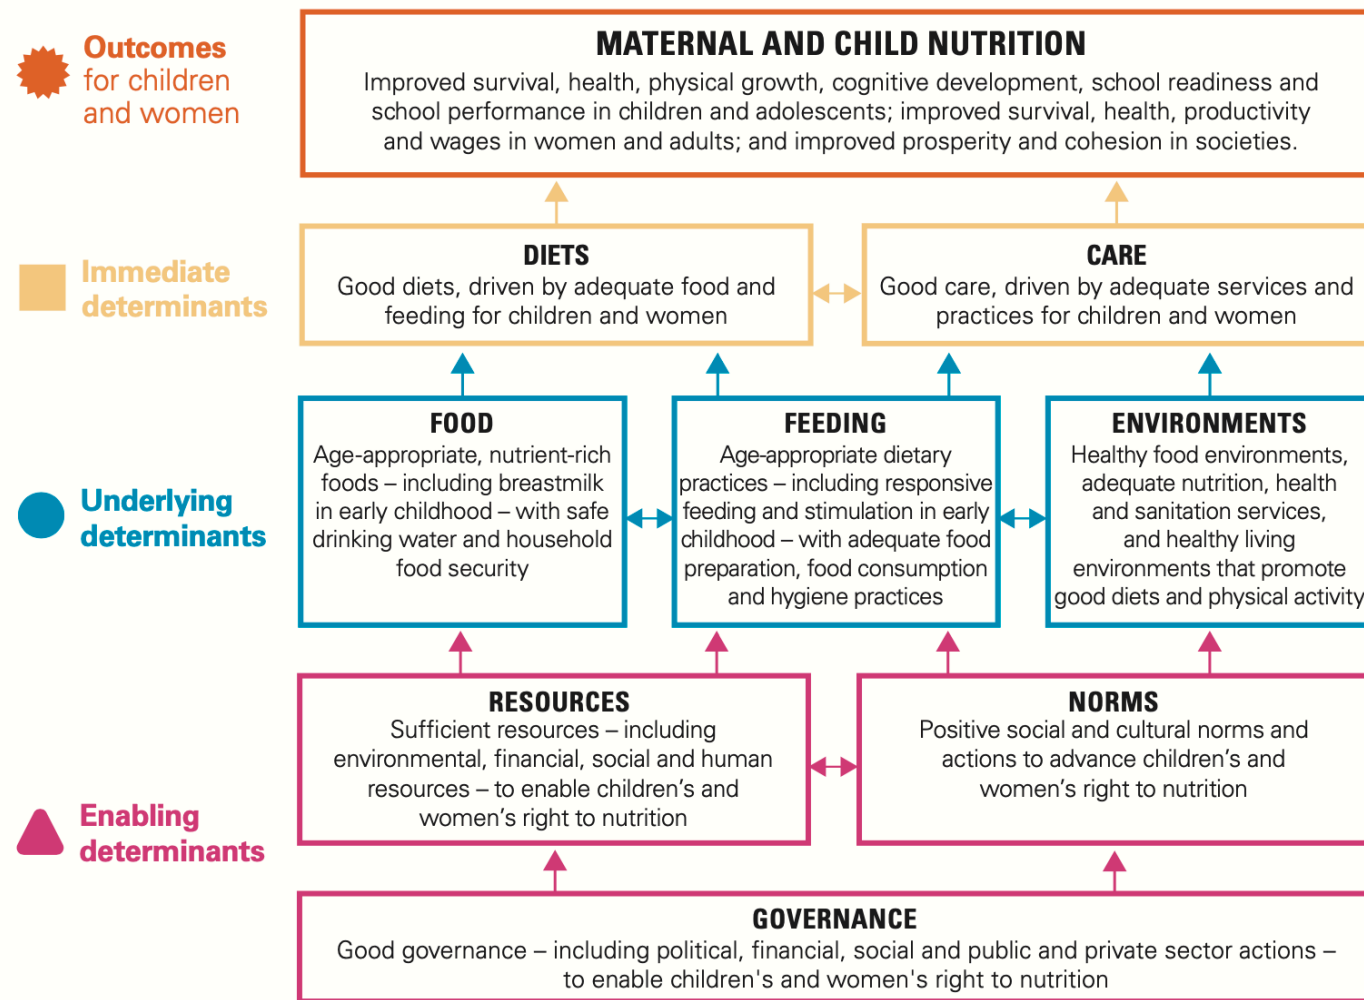 Outcomes
for children
and women
MATERNAL AND CHILD NUTRITION
Improved survival, health, physical growth, cognitive development, school readiness and
school performance in children and adolescents; improved survival, health, productivity
and wages in women and adults; and improved prosperity and cohesion in societies.
Immediate
determinants
DIETS
Good diets, driven by adequate food and
feeding for children and women
CARE
Good care, driven by adequate services and
practices for children and women
Underlying
determinants
FOOD
Age-appropriate, nutrient-rich
foods – including breastmilk
in early childhood – with safe
drinking water and household
food security
FEEDING
Age-appropriate dietary
practices – including responsive
feeding and stimulation in early
childhood – with adequate food
preparation, food consumption
and hygiene practices
ENVIRONMENTS
Healthy food environments,
adequate nutrition, health
and sanitation services,
and healthy living
environments that promote
good diets and physical activity
Enabling
determinants
RESOURCES
Sufficient resources – including
environmental, financial, social and human
resources – to enable children’s and
women’s right to nutrition
NORMS
Positive social and cultural norms and
actions to advance children’s and
women’s right to nutrition
GOVERNANCE
Good governance – including political, financial, social and public and private sector actions –
to enable children's and women's right to nutrition